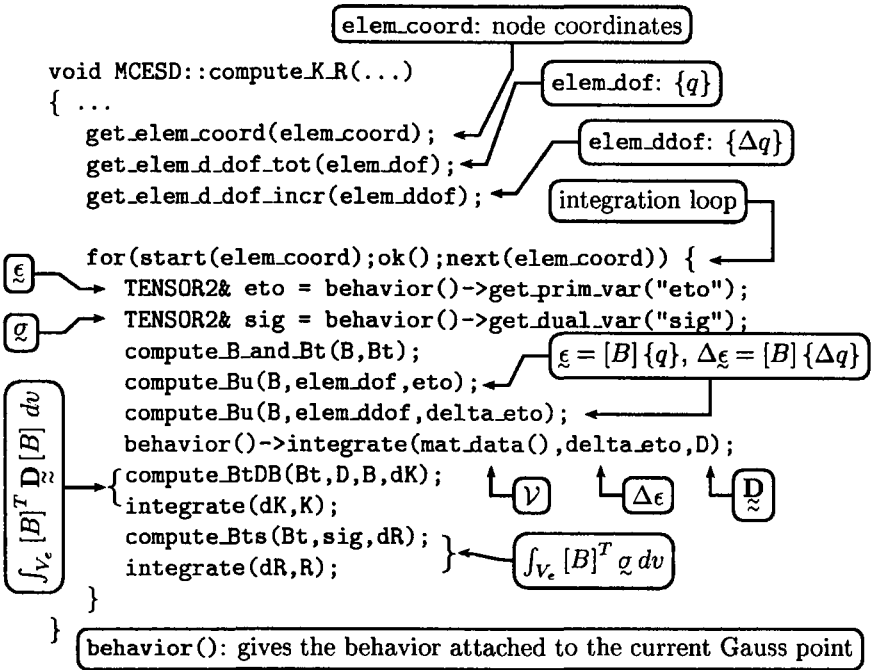 elem_coord: node coordinates
void MCESD::compute_K_R(...)
elem_dof: {q}
{ ...
get_elem_coord(elem_coord);
elem_ddof: {Δq}
get_elem_d_dof_tot(elem_dof);
get_elem_d_dof_incr(elem_ddof);
integration loop
for(start(elem_coord);ok();next(elem_coord)) {
ϵ
TENSOR2& eto = behavior()->get_prim_var("eto");
σ
TENSOR2& sig = behavior()->get_dual_var("sig");
compute_B_and_Bt(B,Bt);
ϵ = [B] {q}, Δϵ = [B] {Δq}
compute_Bu(B,elem_dof,eto);
compute_Bu(B,elem_ddof,delta_eto);
behavior()->integrate(mat_data(),delta_eto,D);
∫_{V_e} [B]^T D [B] dv
compute_BtDB(Bt,D,B,dK);
integrate(dK,K);
V
Δϵ
D
compute_Bts(Bt,sig,dR);
integrate(dR,R);
∫_{V_e} [B]^T σ dv
}
}
behavior(): gives the behavior attached to the current Gauss point